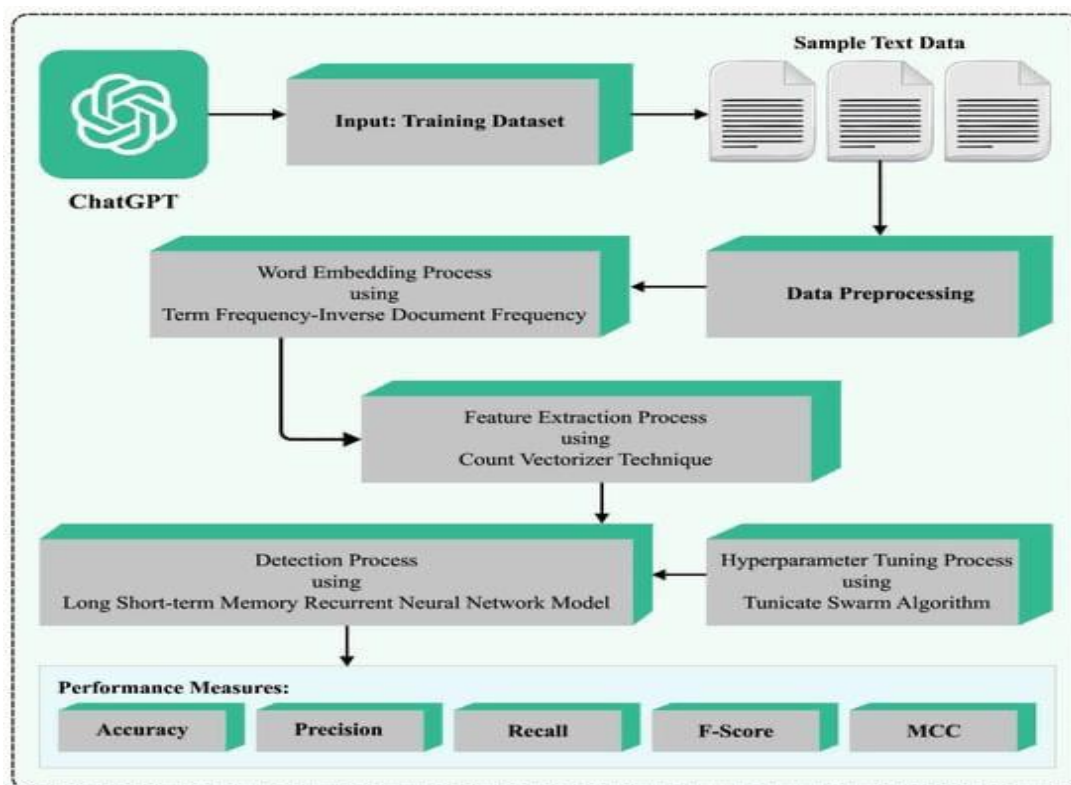 Sample Text Data
Input: Training Dataset
ChatGPT
Word Embedding Process
using
Term Frequency-Inverse Document Frequency
Data Preprocessing
Feature Extraction Process
using
Count Vectorizer Technique
Detection Process
using
Long Short-term Memory Recurrent Neural Network Model
Hyperparameter Tuning Process
using
Tunicate Swarm Algorithm
Performance Measures:
Accuracy
Precision
Recall
F-Score
MCC